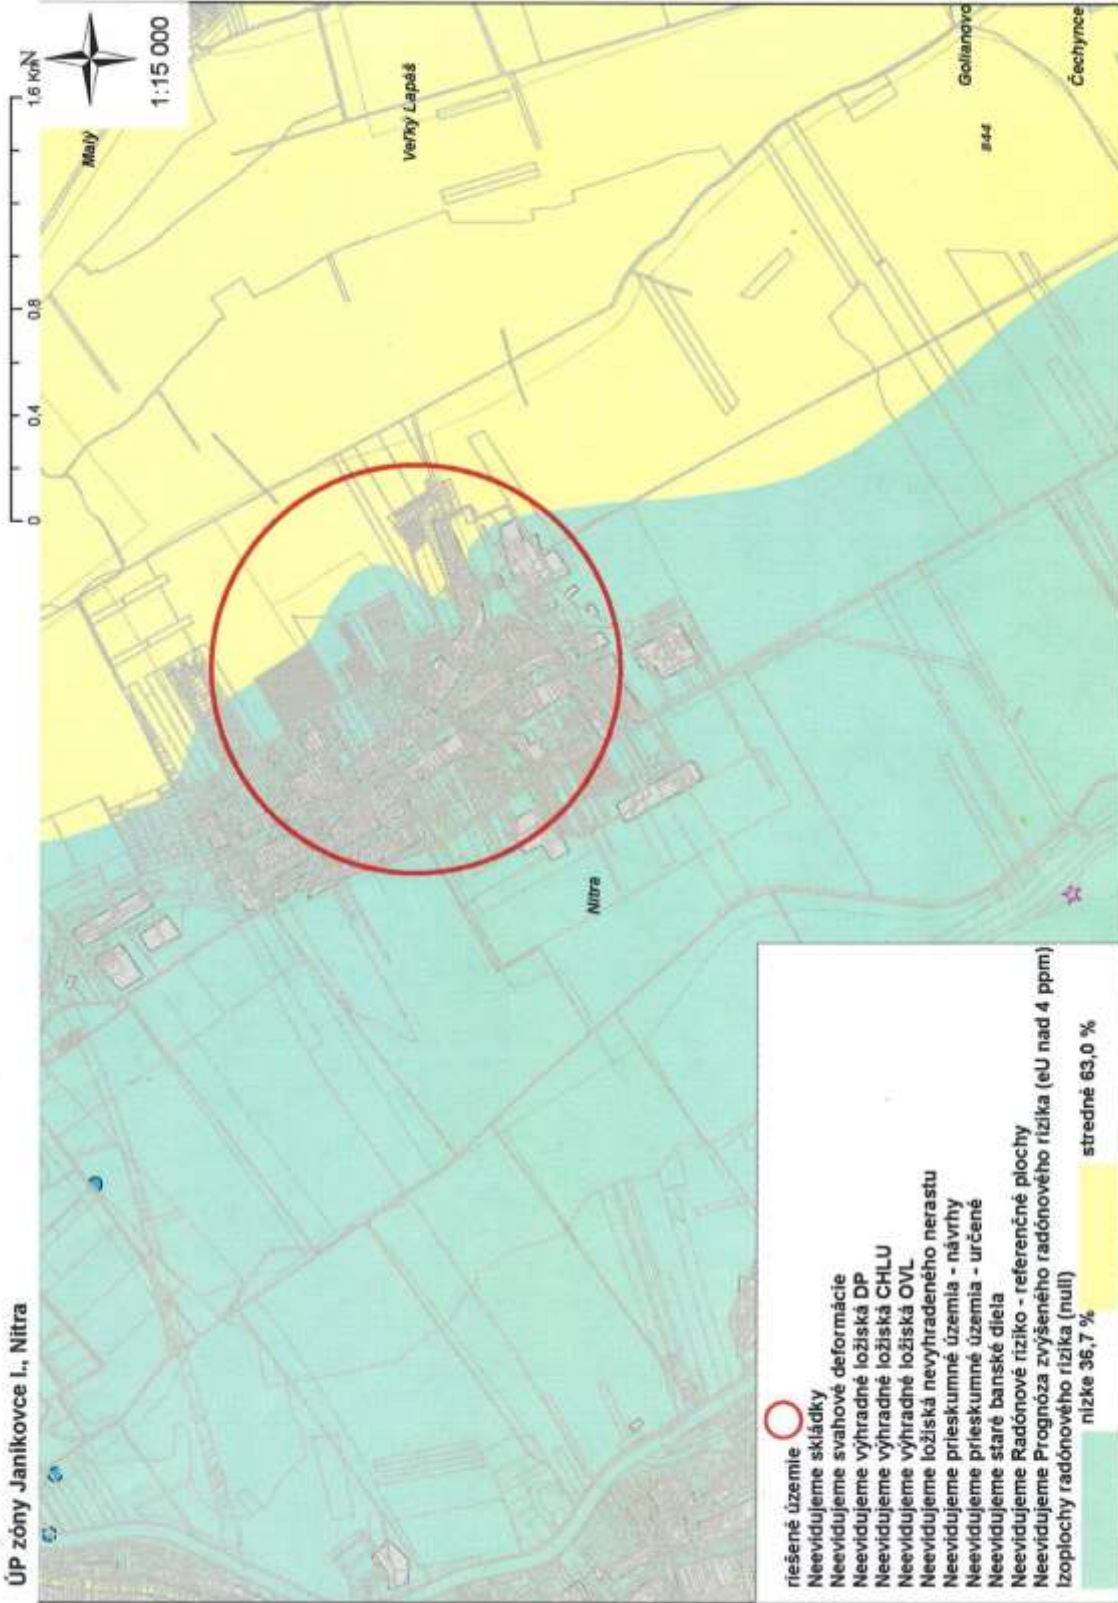 ÚP zóny Janíkovce I., Nitra
0 0.4 0.8 1.6 Km
N
1:15 000
Malý
Veľký Lapáš
Golianovo
Čechynce
844
Nitra
riešené územie
Neevidujeme skládky
Neevidujeme svahové deformácie
Neevidujeme výhradné ložiská DP
Neevidujeme výhradné ložiská CHLU
Neevidujeme výhradné ložiská OVL
Neevidujeme ložiská nevyhradeného nerastu
Neevidujeme prieskumné územia - návrhy
Neevidujeme prieskumné územia - určené
Neevidujeme staré banské diela
Neevidujeme Radónové riziko - referenčné plochy
Neevidujeme Prognóza zvýšeného radónového rizika (eU nad 4 ppm)
Izoplochy radónového rizika (null)
nízke 36,7 % stredné 63,0 %